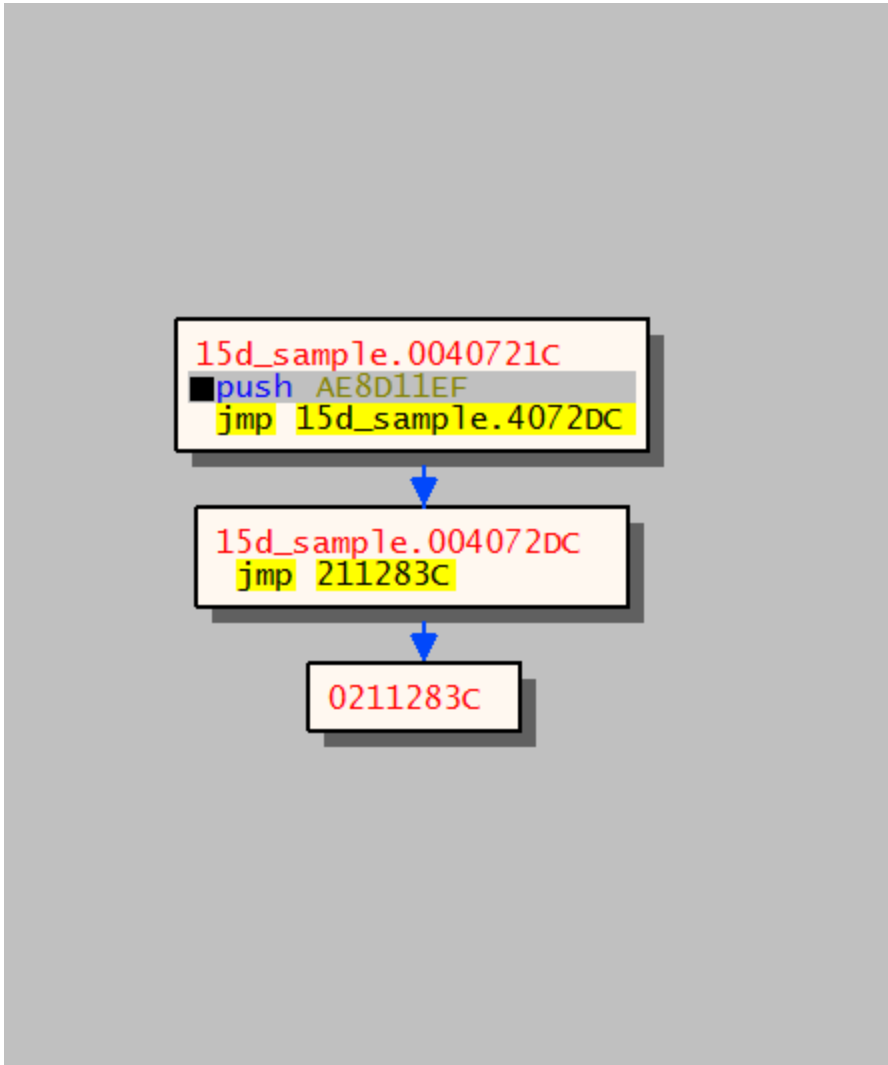 15d_sample.0040721C
push AE8D11EF
jmp 15d_sample.4072DC
15d_sample.004072DC
jmp 211283C
0211283C